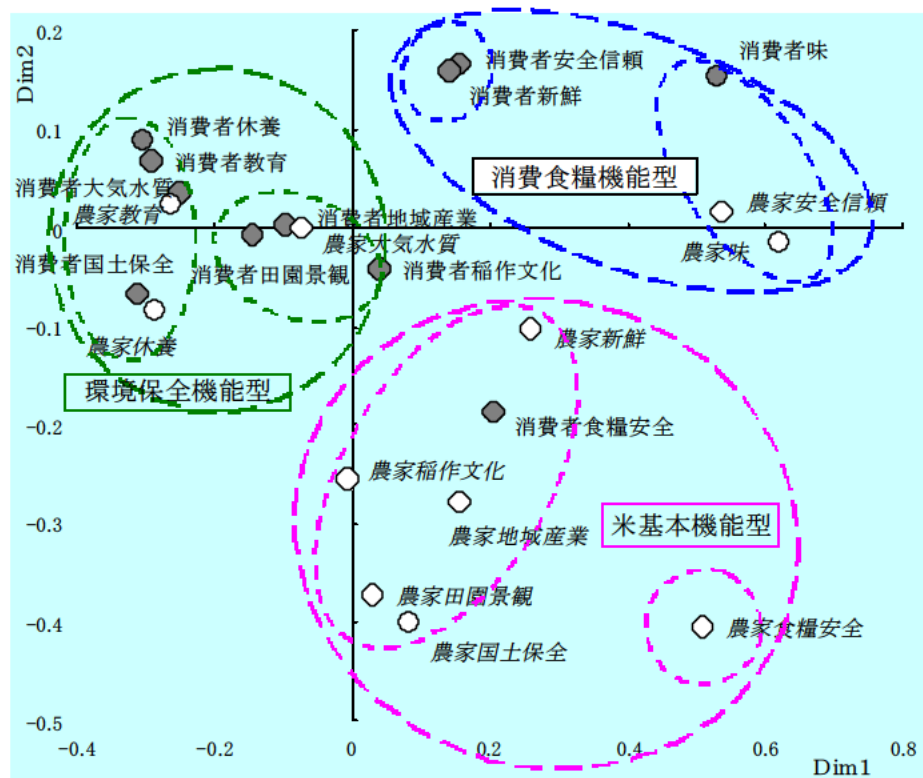 0.2
Dim2
消費者味
消費者安全信頼
消費者新鮮
消費者休養
0.1
消費者教育
消費食糧機能型
消費者大気水質
農家教育
農家安全信頼
消費者地域産業
0
農家大気水質
農家味
消費者国土保全
消費者田園景観
消費者稲作文化
-0.1
農家新鮮
農家休養
環境保全機能型
-0.2
消費者食糧安全
農家稲作文化
-0.3
農家地域産業
米基本機能型
農家田園景観
-0.4
農家食糧安全
農家国土保全
-0.5
-0.4
-0.2
0
0.2
0.4
0.6
0.8
Dim1